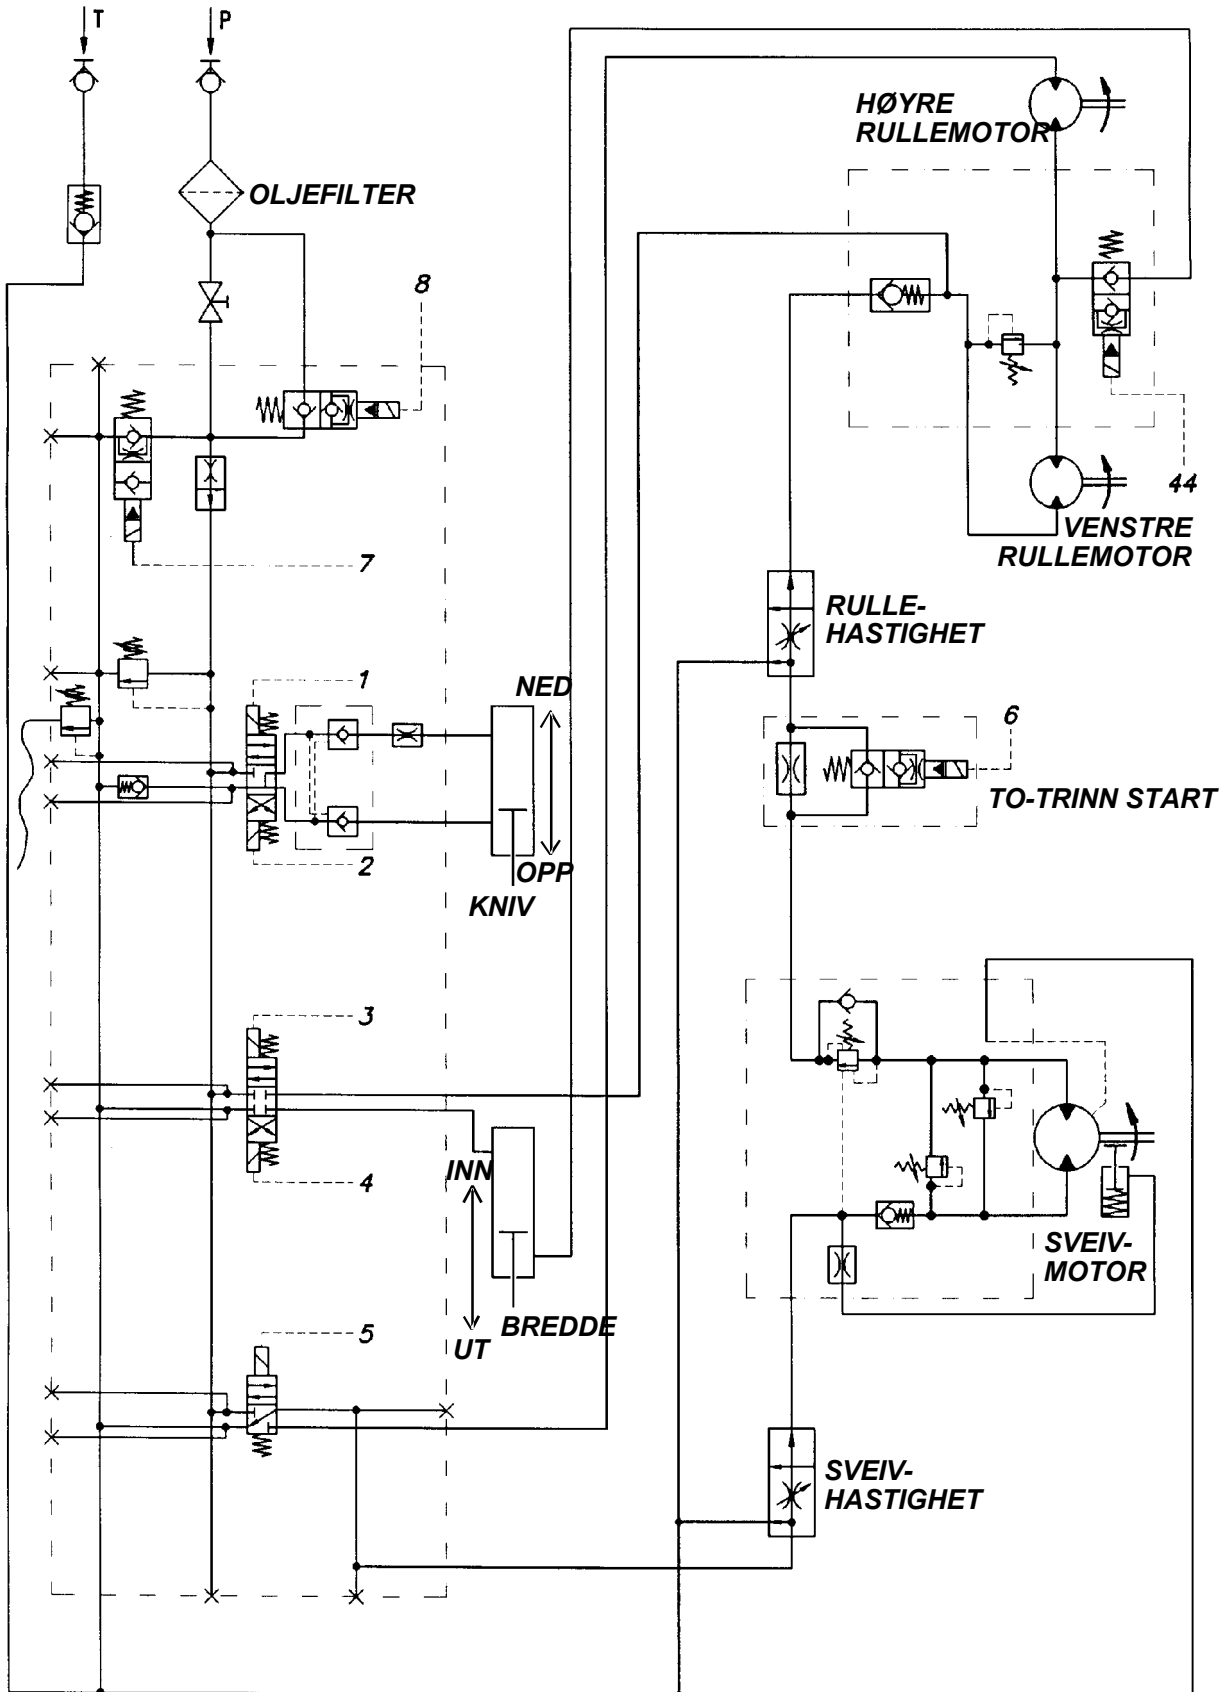 T
P
HØYRE
RULLEMOTOR
OLJEFILTER
8
44
VENSTRE
RULLEMOTOR
7
RULLE-
HASTIGHET
1
NED
6
TO-TRINN START
2
OPP
KNIV
3
INN
4
SVEIV-
MOTOR
BREDDE
UT
5
SVEIV-
HASTIGHET